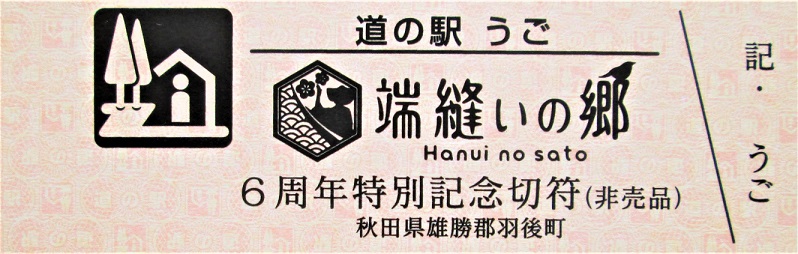 道の駅 うご
端縫いの郷
Hanui no sato
6周年特別記念切符(非売品)
秋田県雄勝郡羽後町
記・うご